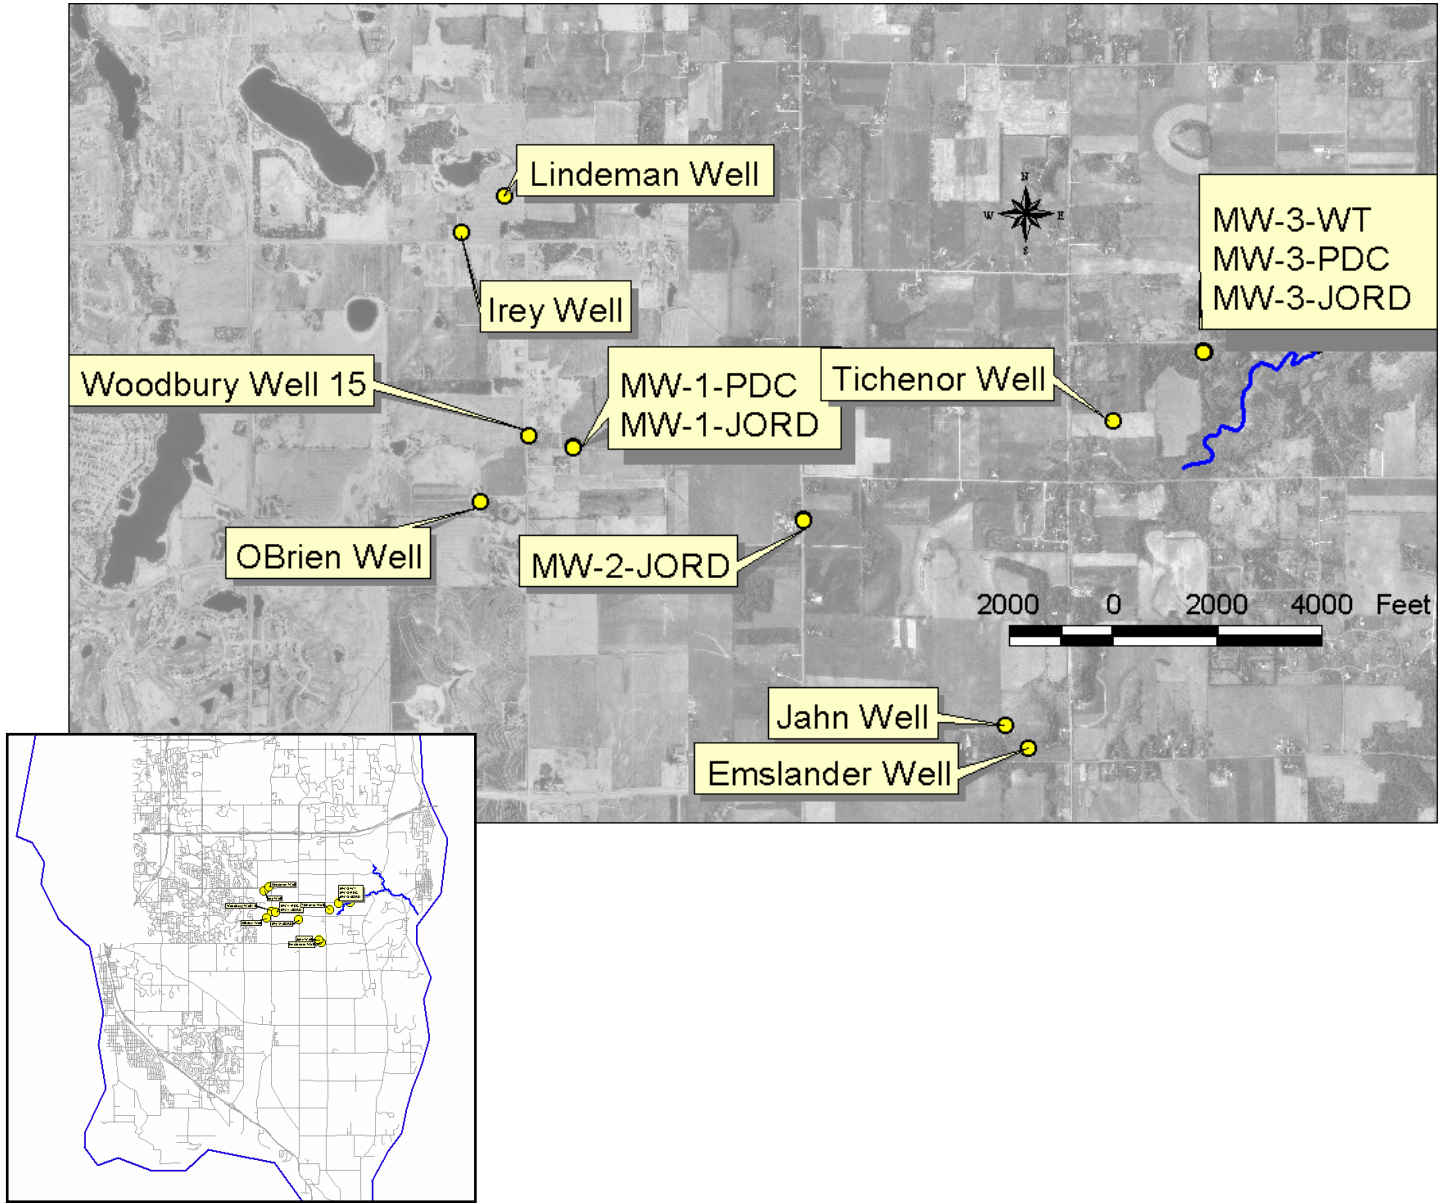 Lindeman Well
N
W E
S
MW-3-WT
MW-3-PDC
MW-3-JORD
Irey Well
Woodbury Well 15
MW-1-PDC
MW-1-JORD
Tichenor Well
OBrien Well
MW-2-JORD
2000 0 2000 4000 Feet
Jahn Well
Emslander Well